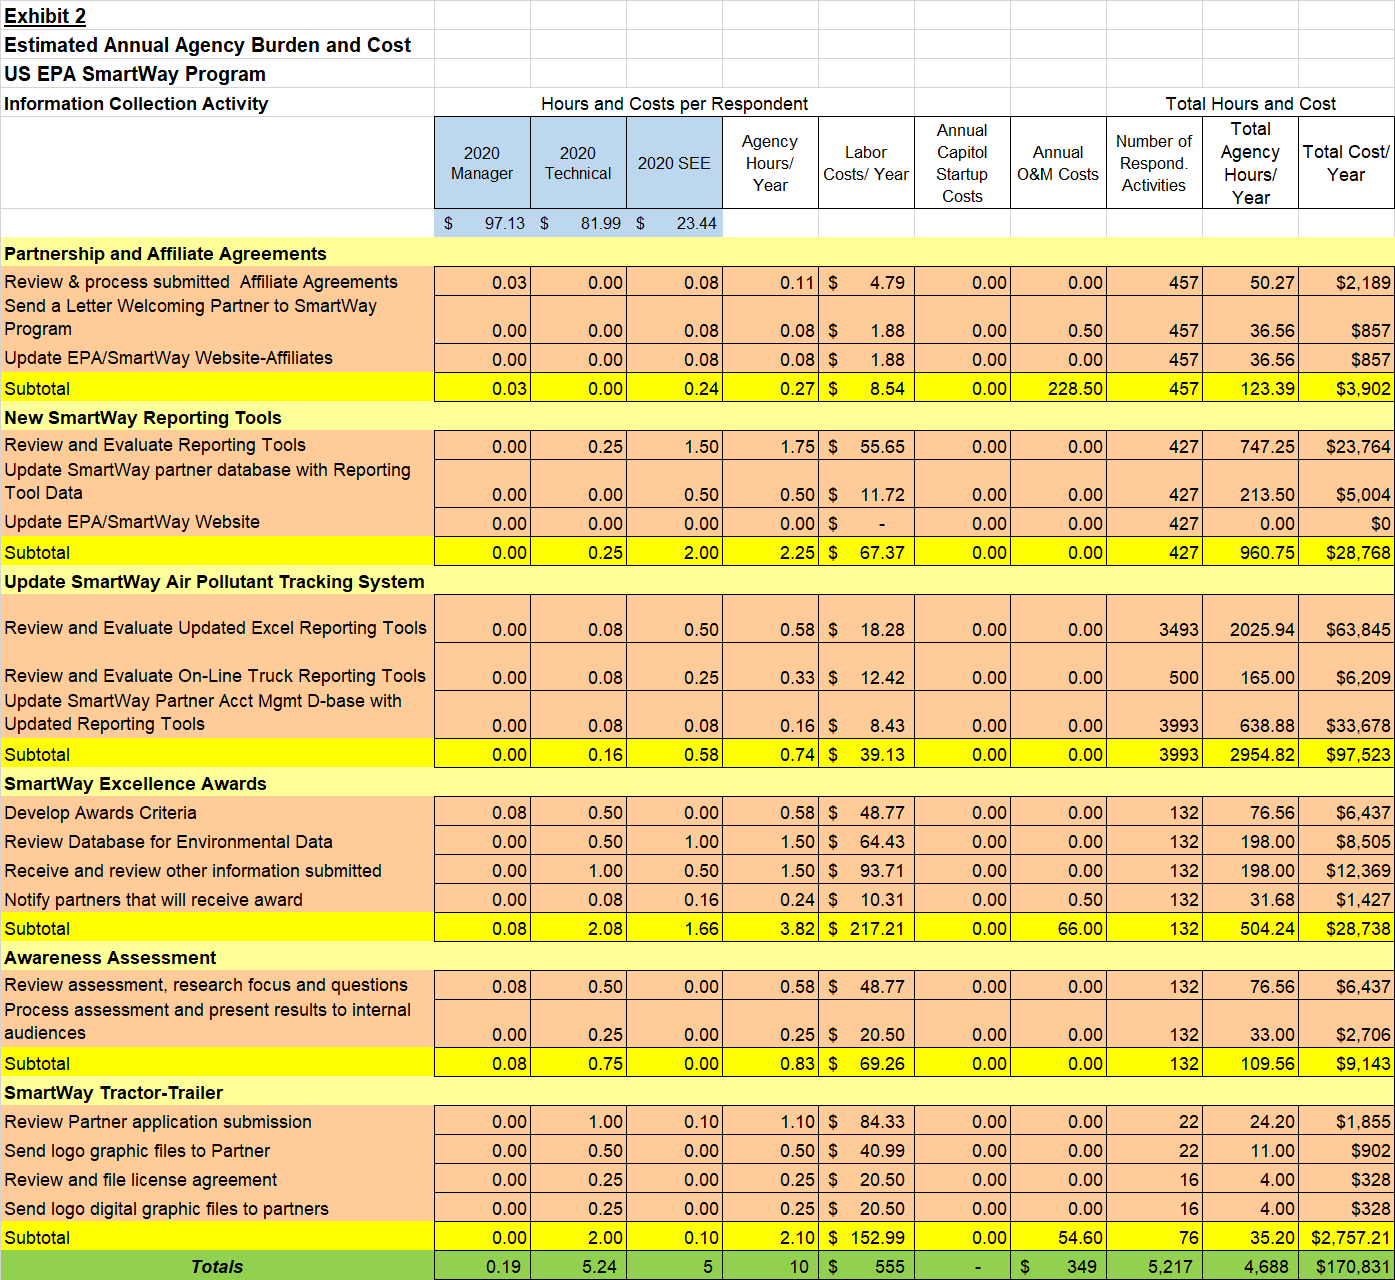 Exhibit 2
Estimated Annual Agency Burden and Cost
US EPA SmartWay Program
Information Collection Activity Hours and Costs per Respondent Total Hours and Cost
2020 Manager 2020 Technical 2020 SEE Agency Hours/ Year Labor Costs/ Year Annual Capitol Startup Costs Annual O&M Costs Number of Respond. Activities Total Agency Hours/ Year Total Cost/ Year
$ 97.13 $ 81.99 $ 23.44
Partnership and Affiliate Agreements
Review & process submitted Affiliate Agreements 0.03 0.00 0.08 0.11 $ 4.79 0.00 0.00 457 50.27 $2,189
Send a Letter Welcoming Partner to SmartWay
Program 0.00 0.00 0.08 0.08 $ 1.88 0.00 0.50 457 36.56 $857
Update EPA/SmartWay Website-Affiliates 0.00 0.00 0.08 0.08 $ 1.88 0.00 0.00 457 36.56 $857
Subtotal 0.03 0.00 0.24 0.27 $ 8.54 0.00 228.50 457 123.39 $3,902
New SmartWay Reporting Tools
Review and Evaluate Reporting Tools 0.00 0.25 1.50 1.75 $ 55.65 0.00 0.00 427 747.25 $23,764
Update SmartWay partner database with Reporting
Tool Data 0.00 0.00 0.50 0.50 $ 11.72 0.00 0.00 427 213.50 $5,004
Update EPA/SmartWay Website 0.00 0.00 0.00 0.00 $ - 0.00 0.00 427 0.00 $0
Subtotal 0.00 0.25 2.00 2.25 $ 67.37 0.00 0.00 427 960.75 $28,768
Update SmartWay Air Pollutant Tracking System
Review and Evaluate Updated Excel Reporting Tools 0.00 0.08 0.50 0.58 $ 18.28 0.00 0.00 3493 2025.94 $63,845
Review and Evaluate On-Line Truck Reporting Tools 0.00 0.08 0.25 0.33 $ 12.42 0.00 0.00 500 165.00 $6,209
Update SmartWay Partner Acct Mgmt D-base with
Updated Reporting Tools 0.00 0.08 0.08 0.16 $ 8.43 0.00 0.00 3993 638.88 $33,678
Subtotal 0.00 0.16 0.58 0.74 $ 39.13 0.00 0.00 3993 2954.82 $97,523
SmartWay Excellence Awards
Develop Awards Criteria 0.08 0.50 0.00 0.58 $ 48.77 0.00 0.00 132 76.56 $6,437
Review Database for Environmental Data 0.00 0.50 1.00 1.50 $ 64.43 0.00 0.00 132 198.00 $8,505
Receive and review other information submitted 0.00 1.00 0.50 1.50 $ 93.71 0.00 0.00 132 198.00 $12,369
Notify partners that will receive award 0.00 0.08 0.16 0.24 $ 10.31 0.00 0.50 132 31.68 $1,427
Subtotal 0.08 2.08 1.66 3.82 $ 217.21 0.00 66.00 132 504.24 $28,738
Awareness Assessment
Review assessment, research focus and questions 0.08 0.50 0.00 0.58 $ 48.77 0.00 0.00 132 76.56 $6,437
Process assessment and present results to internal
audiences 0.00 0.25 0.00 0.25 $ 20.50 0.00 0.00 132 33.00 $2,706
Subtotal 0.08 0.75 0.00 0.83 $ 69.26 0.00 0.00 132 109.56 $9,143
SmartWay Tractor-Trailer
Review Partner application submission 0.00 1.00 0.10 1.10 $ 84.33 0.00 0.00 22 24.20 $1,855
Send logo graphic files to Partner 0.00 0.50 0.00 0.50 $ 40.99 0.00 0.00 22 11.00 $902
Review and file license agreement 0.00 0.25 0.00 0.25 $ 20.50 0.00 0.00 16 4.00 $328
Send logo digital graphic files to partners 0.00 0.25 0.00 0.25 $ 20.50 0.00 0.00 16 4.00 $328
Subtotal 0.00 2.00 0.10 2.10 $ 152.99 0.00 54.60 76 35.20 $2,757.21
Totals 0.19 5.24 5 10 $ 555 - $ 349 5,217 4,688 $170,831